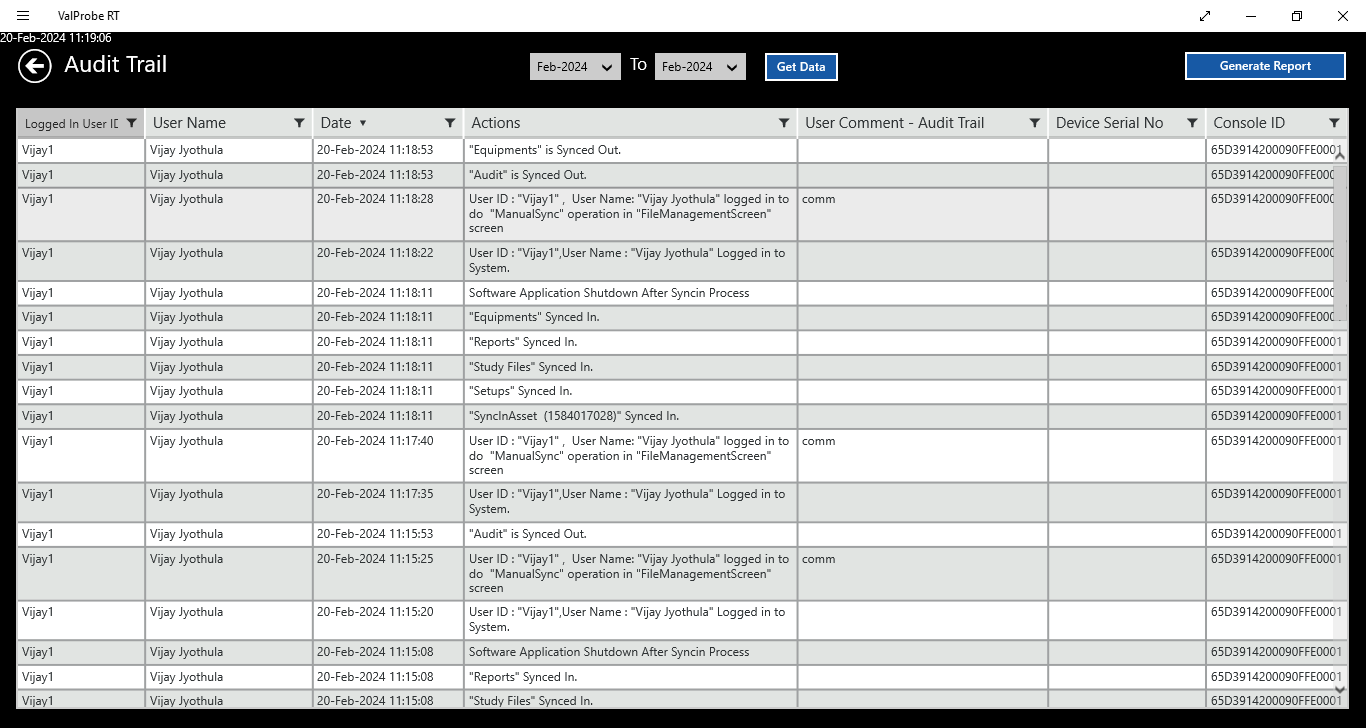 ValProbe RT
20-Feb-2024 11:19:06
Audit Trail
Feb-2024 To Feb-2024 Get Data Generate Report
Logged In User ID User Name Date Actions User Comment - Audit Trail Device Serial No Console ID
Vijay1 Vijay Jyothula 20-Feb-2024 11:18:53 "Equipments" is Synced Out. 65D3914200090FFE0001
Vijay1 Vijay Jyothula 20-Feb-2024 11:18:53 "Audit" is Synced Out. 65D3914200090FFE000
Vijay1 Vijay Jyothula 20-Feb-2024 11:18:28 User ID : "Vijay1" , User Name: "Vijay Jyothula" logged in to comm 65D3914200090FFE000
do "ManualSync" operation in "FileManagementScreen"
screen
Vijay1 Vijay Jyothula 20-Feb-2024 11:18:22 User ID : "Vijay1",User Name : "Vijay Jyothula" Logged in to 65D3914200090FFE000
System.
Vijay1 Vijay Jyothula 20-Feb-2024 11:18:11 Software Application Shutdown After Syncin Process 65D3914200090FFE000
Vijay1 Vijay Jyothula 20-Feb-2024 11:18:11 "Equipments" Synced In. 65D3914200090FFE000
Vijay1 Vijay Jyothula 20-Feb-2024 11:18:11 "Reports" Synced In. 65D3914200090FFE0001
Vijay1 Vijay Jyothula 20-Feb-2024 11:18:11 "Study Files" Synced In. 65D3914200090FFE0001
Vijay1 Vijay Jyothula 20-Feb-2024 11:18:11 "Setups" Synced In. 65D3914200090FFE0001
Vijay1 Vijay Jyothula 20-Feb-2024 11:18:11 "SyncInAsset (1584017028)" Synced In. 65D3914200090FFE0001
Vijay1 Vijay Jyothula 20-Feb-2024 11:17:40 User ID : "Vijay1" , User Name: "Vijay Jyothula" logged in to comm 65D3914200090FFE0001
do "ManualSync" operation in "FileManagementScreen"
screen
Vijay1 Vijay Jyothula 20-Feb-2024 11:17:35 User ID : "Vijay1",User Name : "Vijay Jyothula" Logged in to 65D3914200090FFE0001
System.
Vijay1 Vijay Jyothula 20-Feb-2024 11:15:53 "Audit" is Synced Out. 65D3914200090FFE0001
Vijay1 Vijay Jyothula 20-Feb-2024 11:15:25 User ID : "Vijay1" , User Name: "Vijay Jyothula" logged in to comm 65D3914200090FFE0001
do "ManualSync" operation in "FileManagementScreen"
screen
Vijay1 Vijay Jyothula 20-Feb-2024 11:15:20 User ID : "Vijay1",User Name : "Vijay Jyothula" Logged in to 65D3914200090FFE0001
System.
Vijay1 Vijay Jyothula 20-Feb-2024 11:15:08 Software Application Shutdown After Syncin Process 65D3914200090FFE0001
Vijay1 Vijay Jyothula 20-Feb-2024 11:15:08 "Reports" Synced In. 65D3914200090FFE0001
Vijay1 Vijay Jyothula 20-Feb-2024 11:15:08 "Study Files" Synced In. 65D3914200090FFE0001